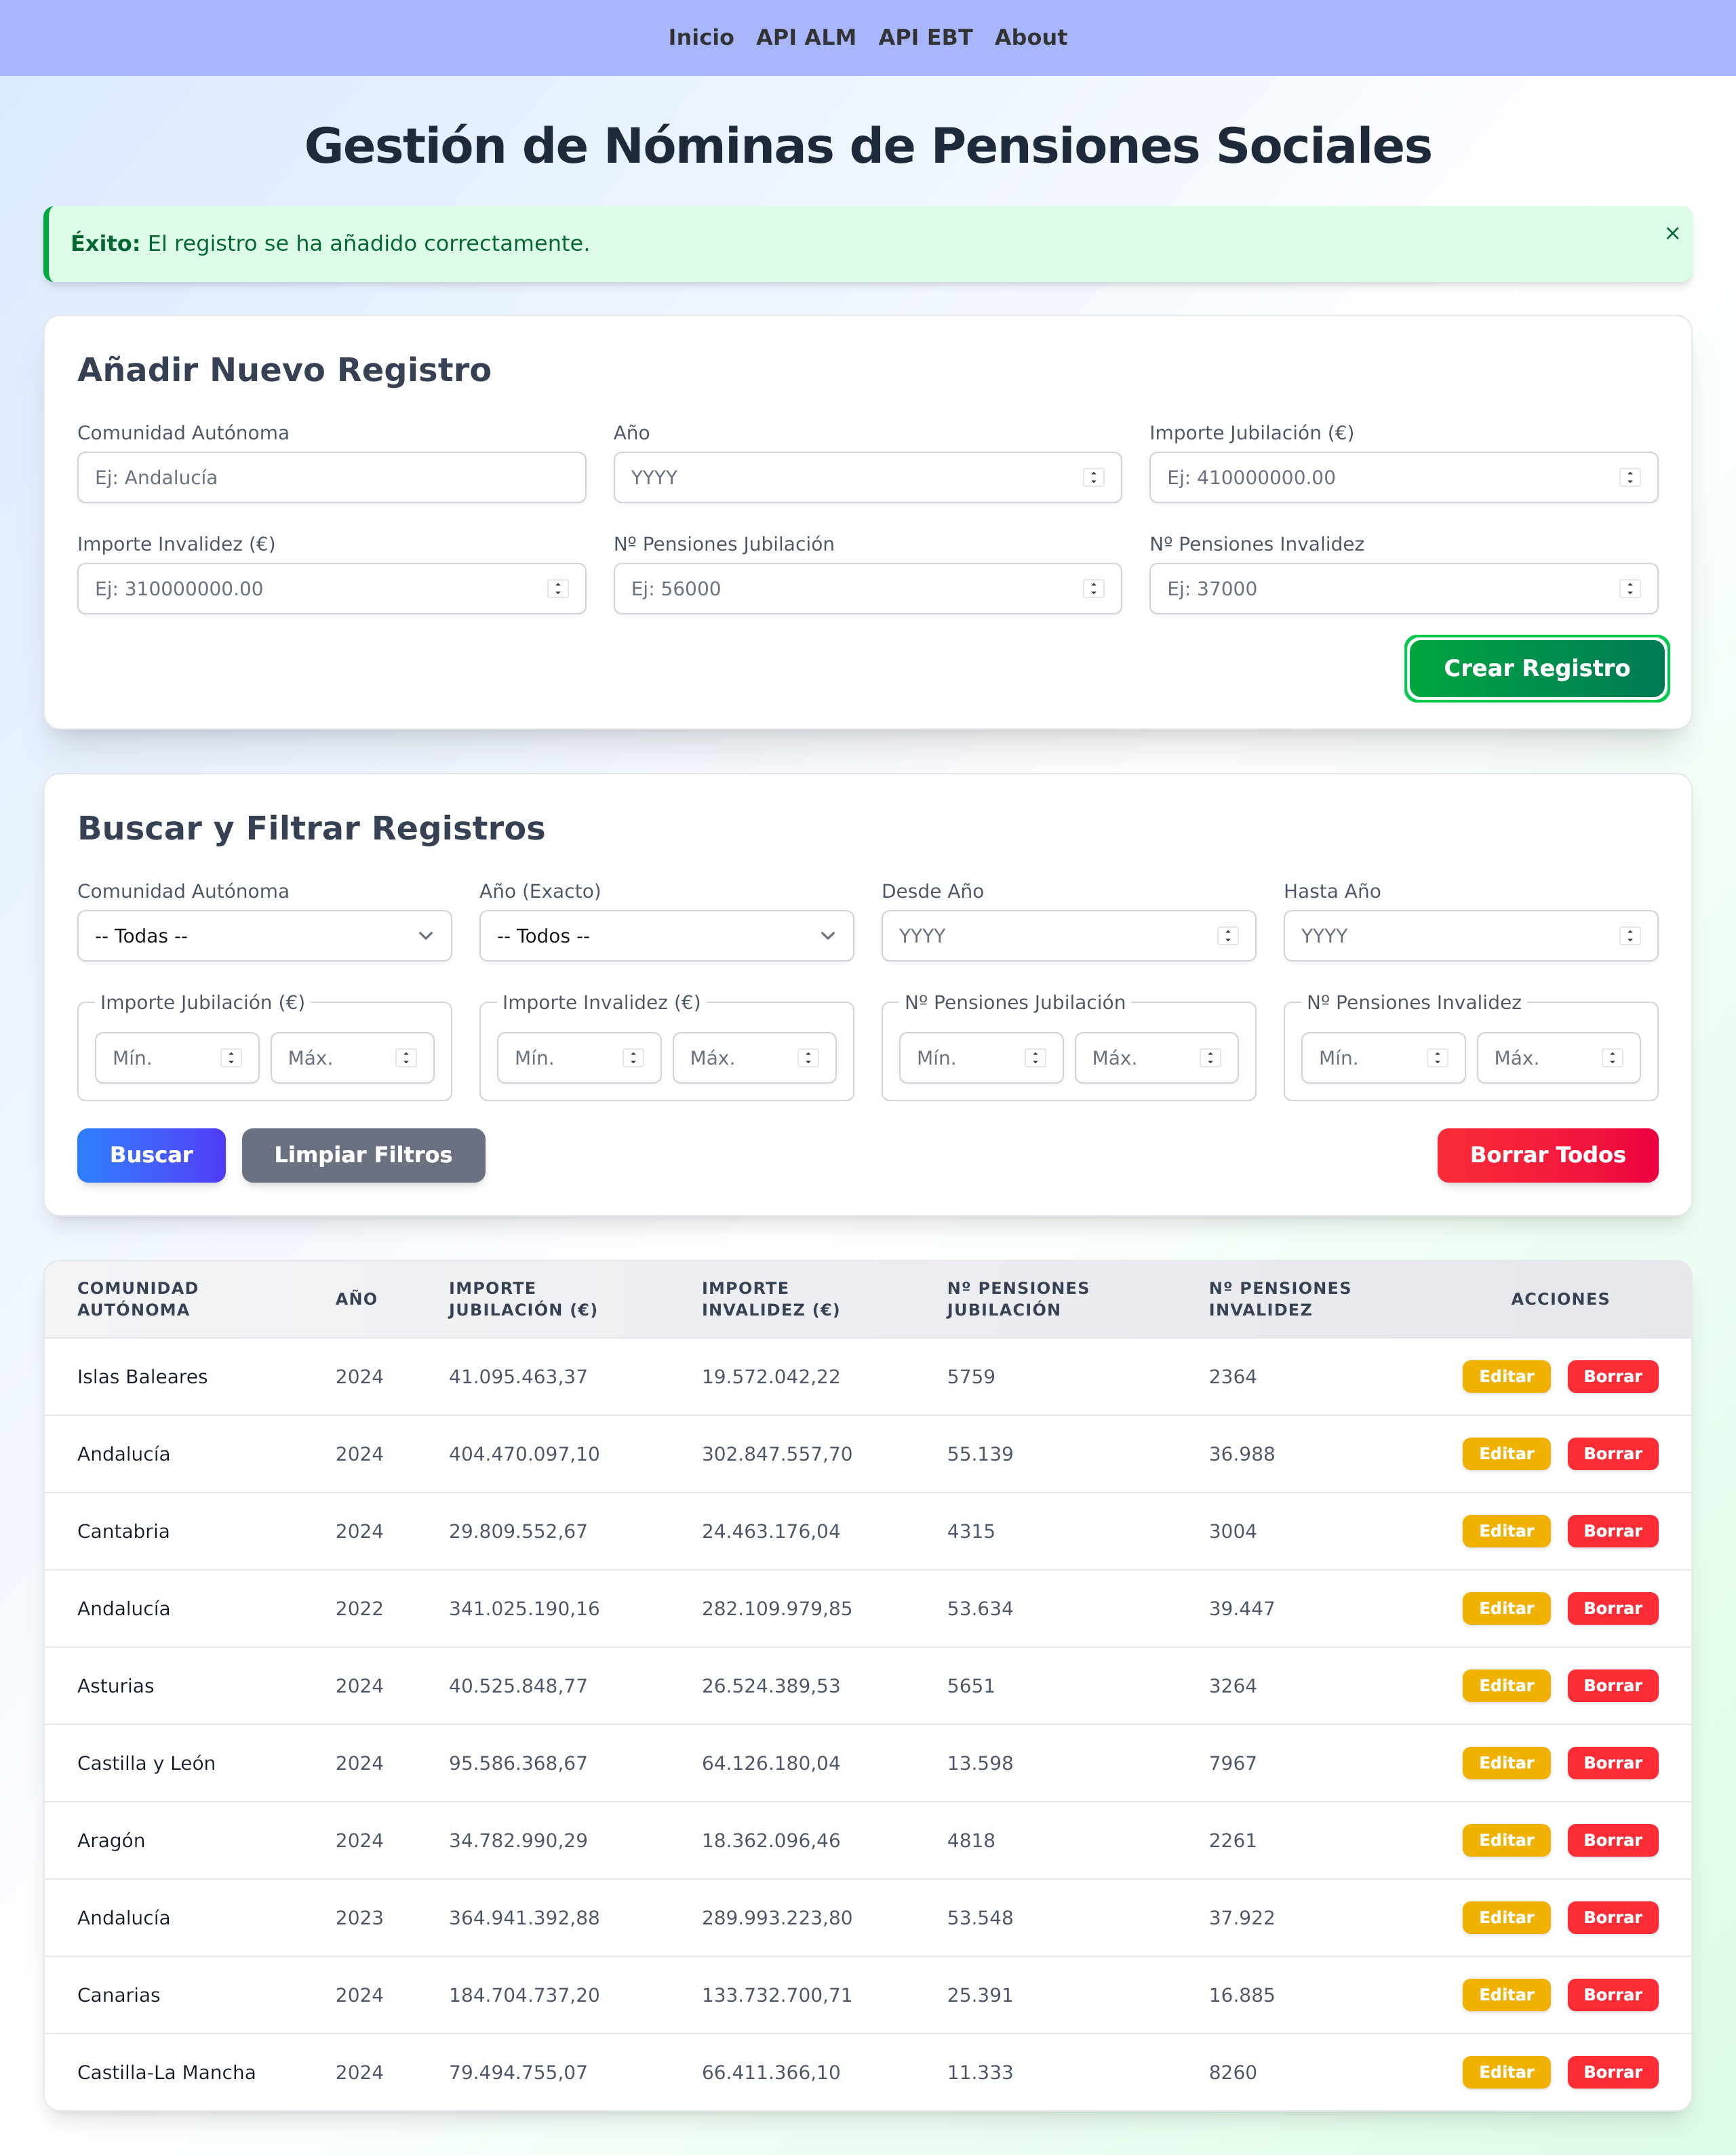 Inicio API ALM API EBT About
Gestión de Nóminas de Pensiones Sociales
Éxito: El registro se ha añadido correctamente. ×
Añadir Nuevo Registro
Comunidad Autónoma Año Importe Jubilación (€)
Ej: Andalucía YYYY Ej: 410000000.00
Importe Invalidez (€) Nº Pensiones Jubilación Nº Pensiones Invalidez
Ej: 310000000.00 Ej: 56000 Ej: 37000
Crear Registro
Buscar y Filtrar Registros
Comunidad Autónoma Año (Exacto) Desde Año Hasta Año
-- Todas -- -- Todos -- YYYY YYYY
Importe Jubilación (€) Importe Invalidez (€) Nº Pensiones Jubilación Nº Pensiones Invalidez
Mín. Máx. Mín. Máx. Mín. Máx. Mín. Máx.
Buscar Limpiar Filtros Borrar Todos
COMUNIDAD AUTÓNOMA AÑO IMPORTE JUBILACIÓN (€) IMPORTE INVALIDEZ (€) Nº PENSIONES JUBILACIÓN Nº PENSIONES INVALIDEZ ACCIONES
Islas Baleares 2024 41.095.463,37 19.572.042,22 5759 2364 Editar Borrar
Andalucía 2024 404.470.097,10 302.847.557,70 55.139 36.988 Editar Borrar
Cantabria 2024 29.809.552,67 24.463.176,04 4315 3004 Editar Borrar
Andalucía 2022 341.025.190,16 282.109.979,85 53.634 39.447 Editar Borrar
Asturias 2024 40.525.848,77 26.524.389,53 5651 3264 Editar Borrar
Castilla y León 2024 95.586.368,67 64.126.180,04 13.598 7967 Editar Borrar
Aragón 2024 34.782.990,29 18.362.096,46 4818 2261 Editar Borrar
Andalucía 2023 364.941.392,88 289.993.223,80 53.548 37.922 Editar Borrar
Canarias 2024 184.704.737,20 133.732.700,71 25.391 16.885 Editar Borrar
Castilla-La Mancha 2024 79.494.755,07 66.411.366,10 11.333 8260 Editar Borrar